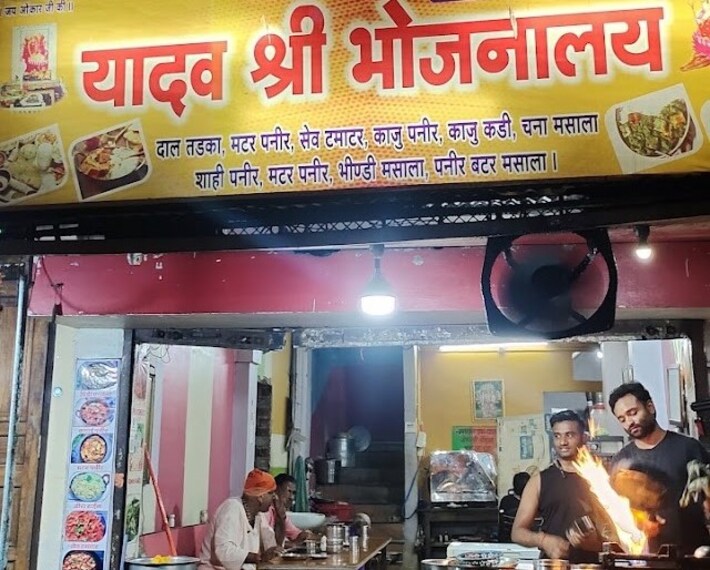 । जय ओंकार जी की ।।
यादव श्री भोजनालय
दाल तडका, मटर पनीर, सेव टमाटर, काजु पनीर, काजु कडी, चना मसाला
शाही पनीर, मटर पनीर, भीण्डी मसाला, पनीर बटर मसाला ।